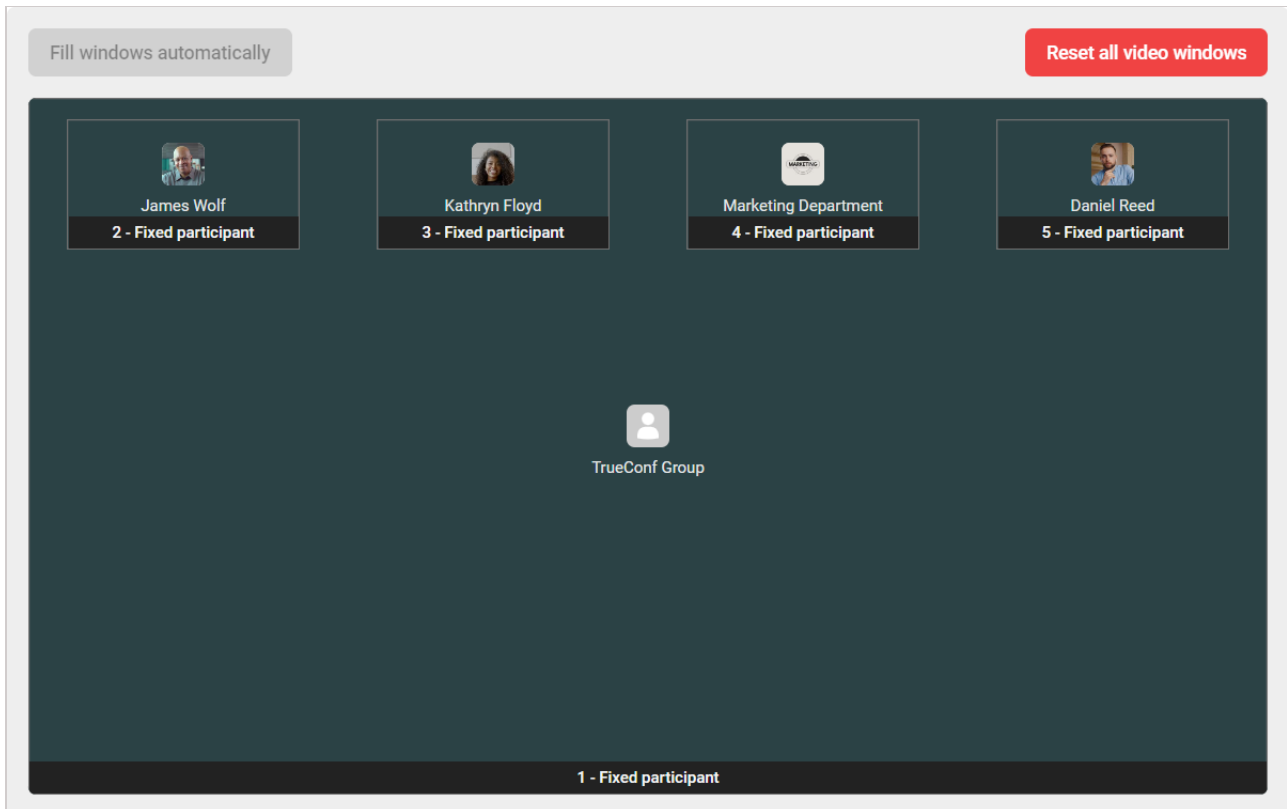 Fill windows automatically
Reset all video windows
MARKETING
James Wolf
Kathryn Floyd
Marketing Department
Daniel Reed
2 - Fixed participant
3 - Fixed participant
4 - Fixed participant
5 - Fixed participant
TrueConf Group
1 - Fixed participant